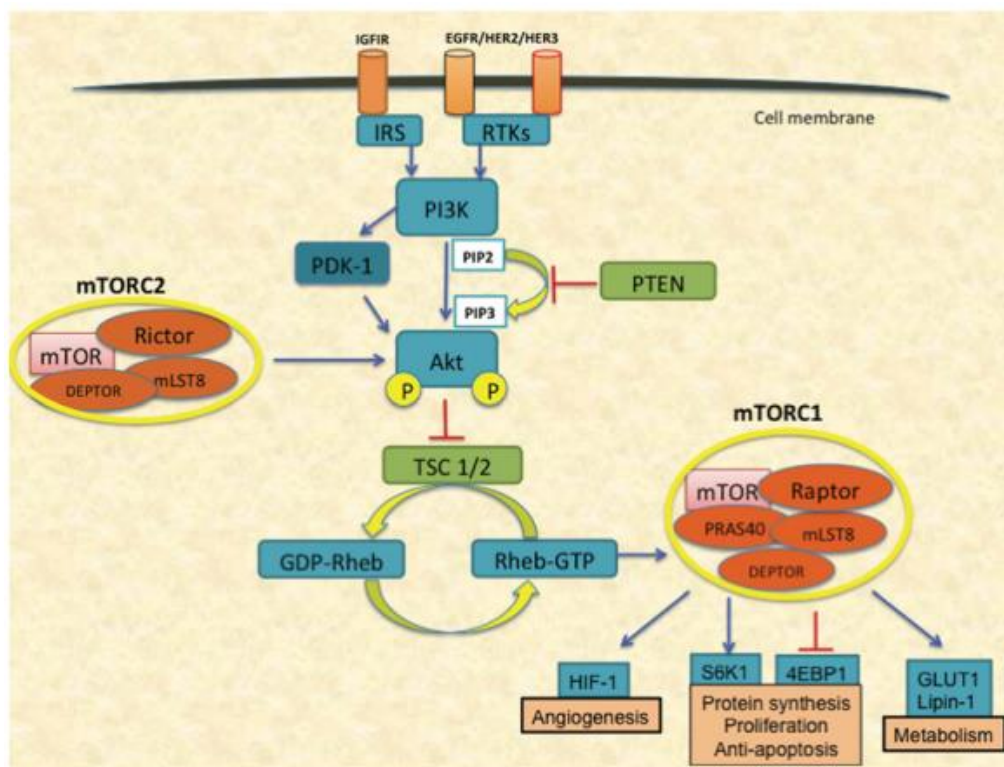 IGFIR
EGFR/HER2/HER3
Cell membrane
IRS
RTKs
PI3K
PDK-1
PIP2
PIP3
PTEN
mTORC2
Rictor
mTOR
mLST8
DEPTOR
Akt
P
P
TSC 1/2
mTORC1
mTOR
Raptor
PRAS40
mLST8
DEPTOR
GDP-Rheb
Rheb-GTP
HIF-1
Angiogenesis
S6K1
4EBP1
Protein synthesis
Proliferation
Anti-apoptosis
GLUT1
Lipin-1
Metabolism